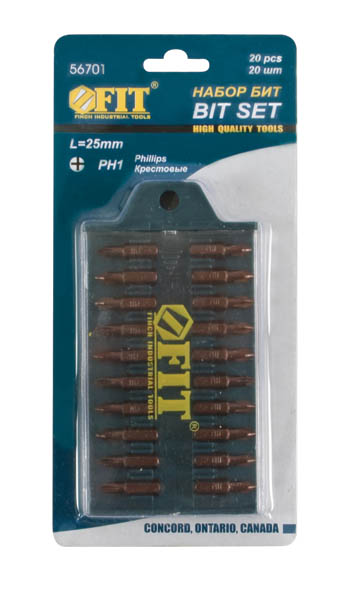 56701
FIT®
FINCH INDUSTRIAL TOOLS
20 pcs
20 шт
НАБОР БИТ
BIT SET
HIGH QUALITY TOOLS
L=25mm
PH1
Phillips
Крестовые
FIT®
FINCH INDUSTRIAL TOOLS
CONCORD, ONTARIO, CANADA